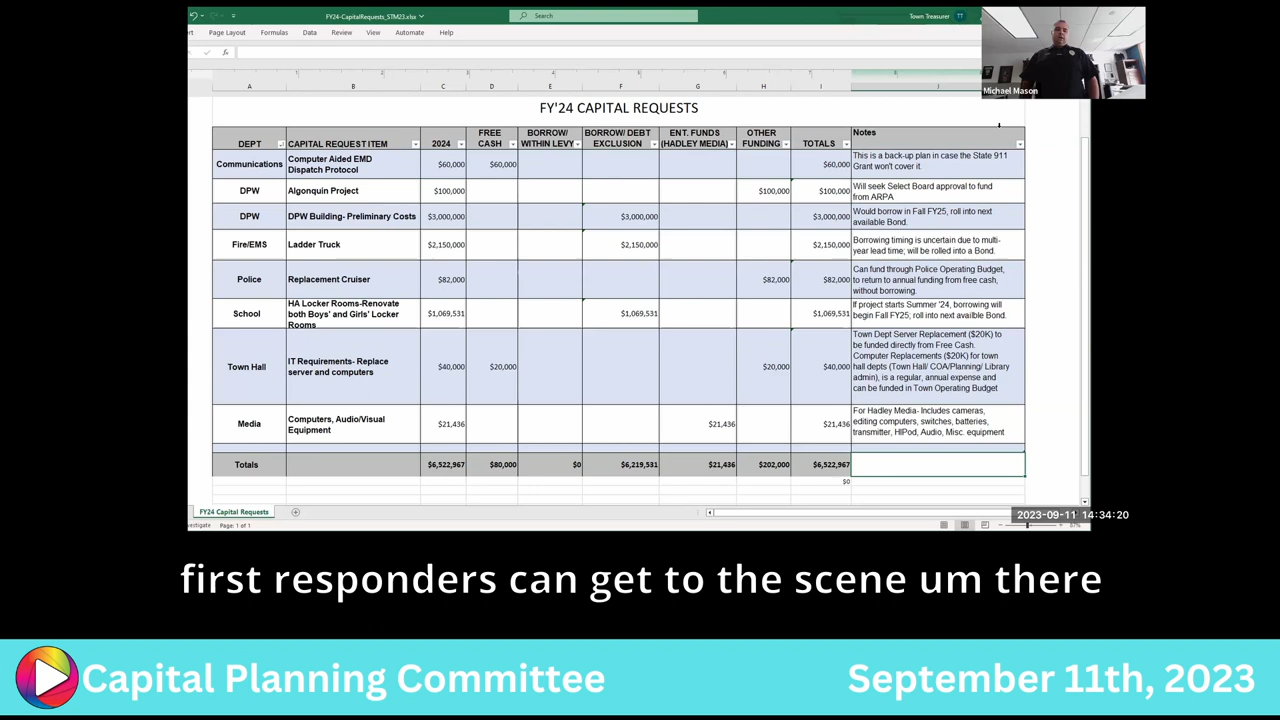 FY24-CapitalRequests_STM23.xlsx
Search
Town Treasurer TT
Page Layout Formulas Data Review View Automate Help
fx
Michael Mason
A B C D E F G H I J
FY'24 CAPITAL REQUESTS
DEPT CAPITAL REQUEST ITEM 2024 FREE CASH BORROW/ WITHIN LEVY BORROW/ DEBT EXCLUSION ENT. FUNDS (HADLEY MEDIA) OTHER FUNDING TOTALS Notes
Communications Computer Aided EMD Dispatch Protocol $60,000 $60,000 $60,000 This is a back-up plan in case the State 911 Grant won't cover it.
DPW Algonquin Project $100,000 $100,000 $100,000 Will seek Select Board approval to fund from ARPA
DPW DPW Building- Preliminary Costs $3,000,000 $3,000,000 $3,000,000 Would borrow in Fall FY25, roll into next available Bond.
Fire/EMS Ladder Truck $2,150,000 $2,150,000 $2,150,000 Borrowing timing is uncertain due to multi-year lead time; will be rolled into a Bond.
Police Replacement Cruiser $82,000 $82,000 $82,000 Can fund through Police Operating Budget, to return to annual funding from free cash, without borrowing.
School HA Locker Rooms-Renovate both Boys' and Girls' Locker Rooms $1,069,531 $1,069,531 $1,069,531 If project starts Summer '24, borrowing will begin Fall FY25; roll into next availble Bond.
Town Hall IT Requirements- Replace server and computers $40,000 $20,000 $20,000 $40,000 Town Dept Server Replacement ($20K) to be funded directly from Free Cash. Computer Replacements ($20K) for town hall depts (Town Hall/ COA/Planning/ Library admin), is a regular, annual expense and can be funded in Town Operating Budget
Media Computers, Audio/Visual Equipment $21,436 $21,436 $21,436 For Hadley Media- Includes cameras, editing computers, switches, batteries, transmitter, HIPod, Audio, Misc. equipment
Totals $6,522,967 $80,000 $0 $6,219,531 $21,436 $202,000 $6,522,967
$0
FY24 Capital Requests
Page: 1 of 1
2023-09-11 14:34:20
first responders can get to the scene um there
Capital Planning Committee September 11th, 2023